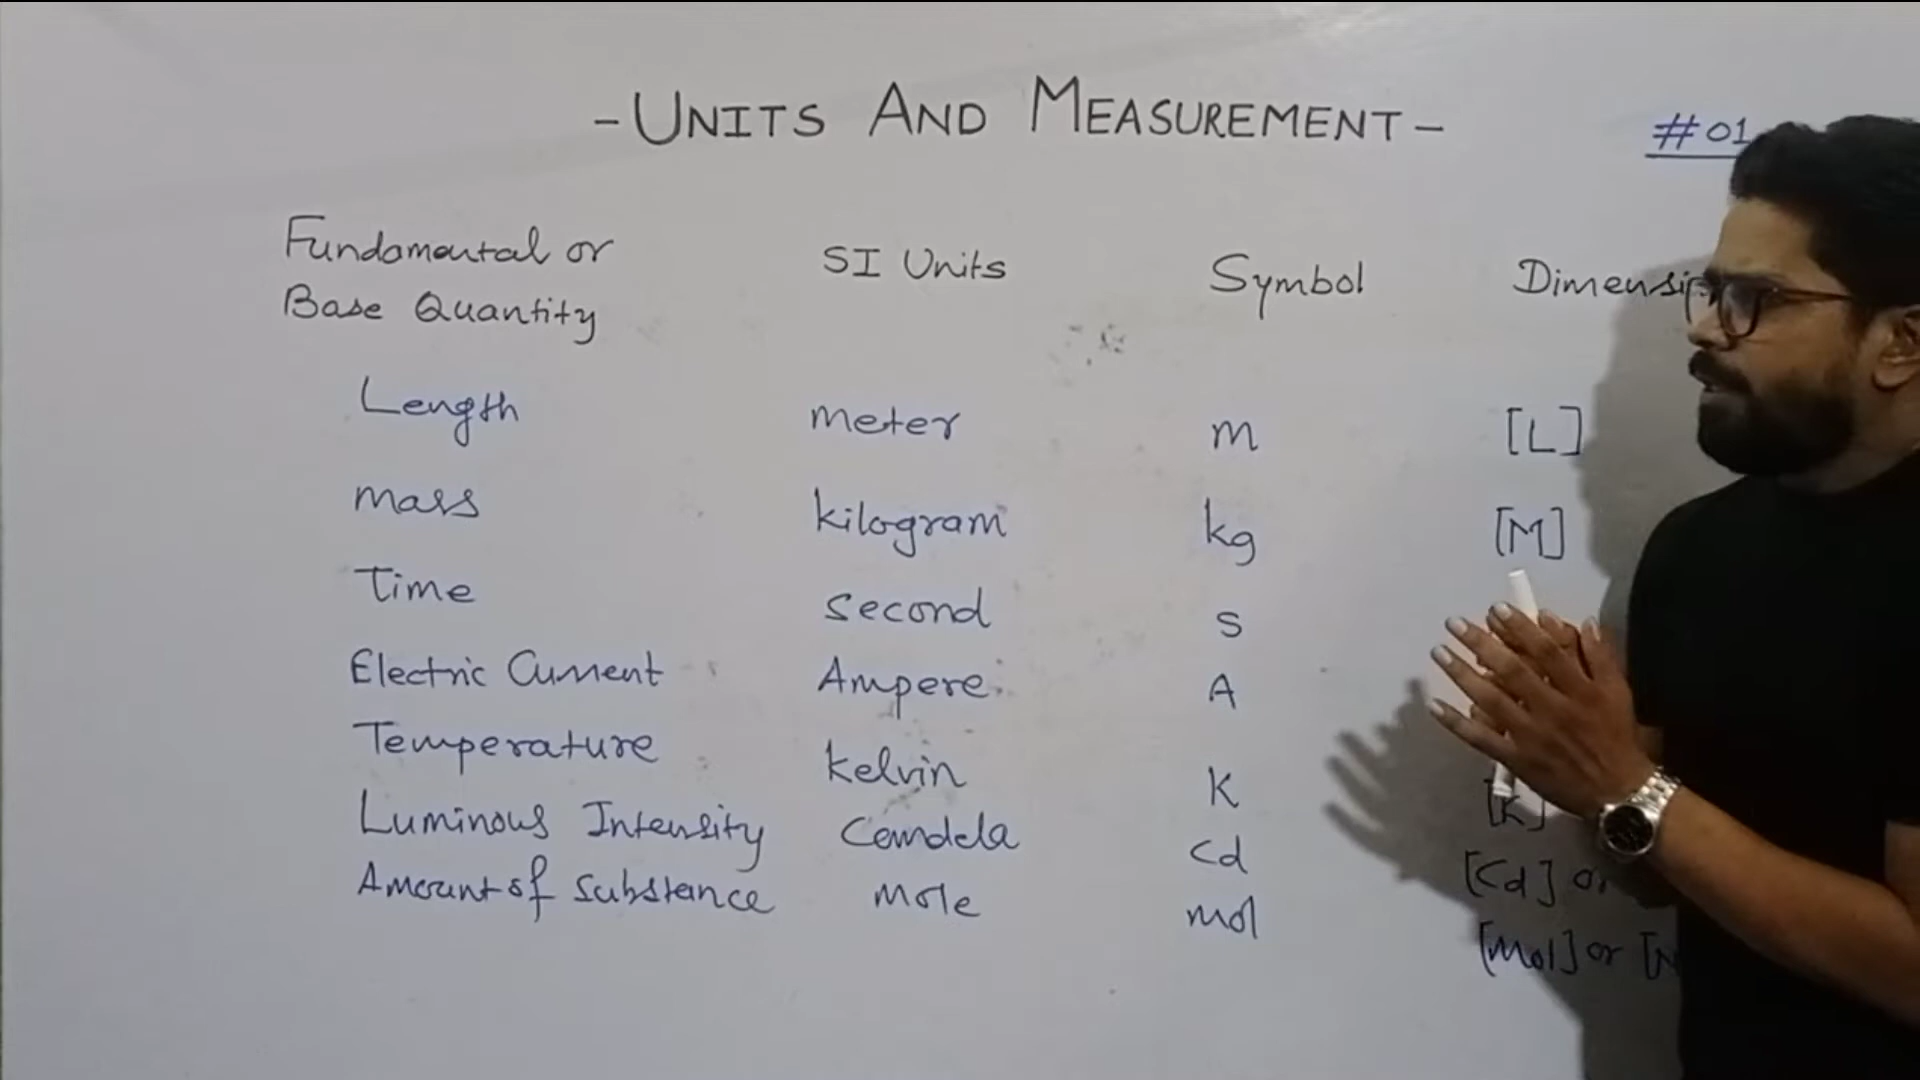 - UNITS AND MEASUREMENT -
#01
Fundamental or
Base Quantity
SI Units
Symbol
Dimensi
Length meter m [L]
Mass kilogram kg [M]
Time second s
Electric Current Ampere A
Temperature kelvin K [K]
Luminous Intensity Candela Cd [Cd] or
Amount of substance Mole mol [Mol] or [N